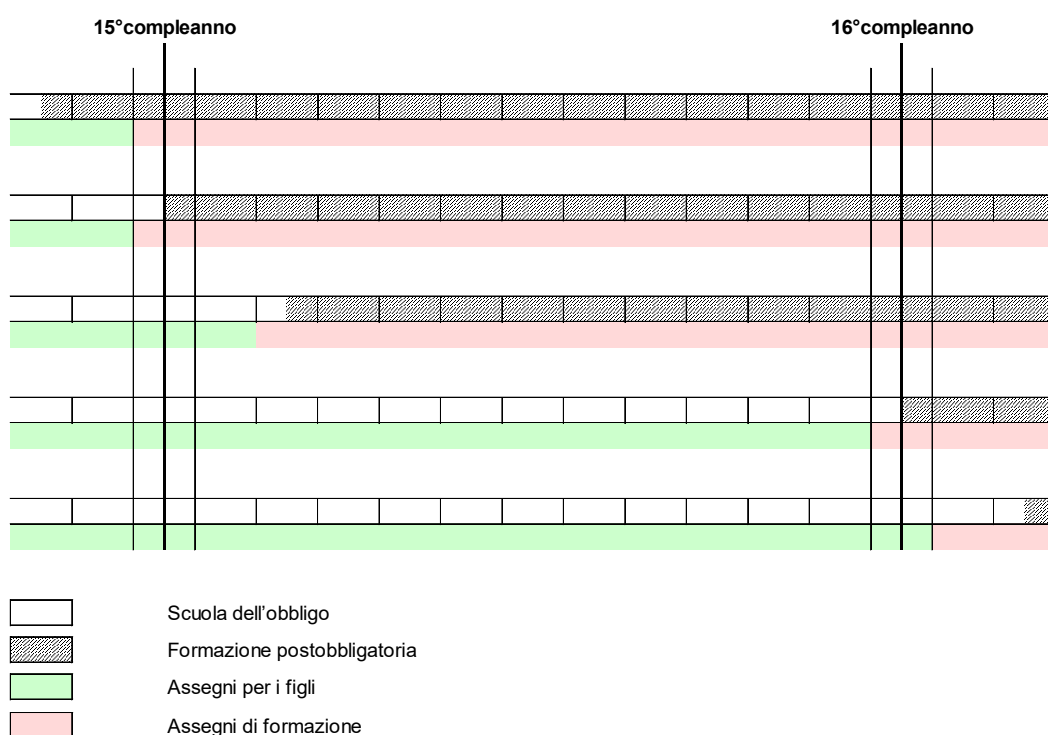 15°compleanno
16°compleanno
Scuola dell'obbligo
Formazione postobbligatoria
Assegni per i figli
Assegni di formazione